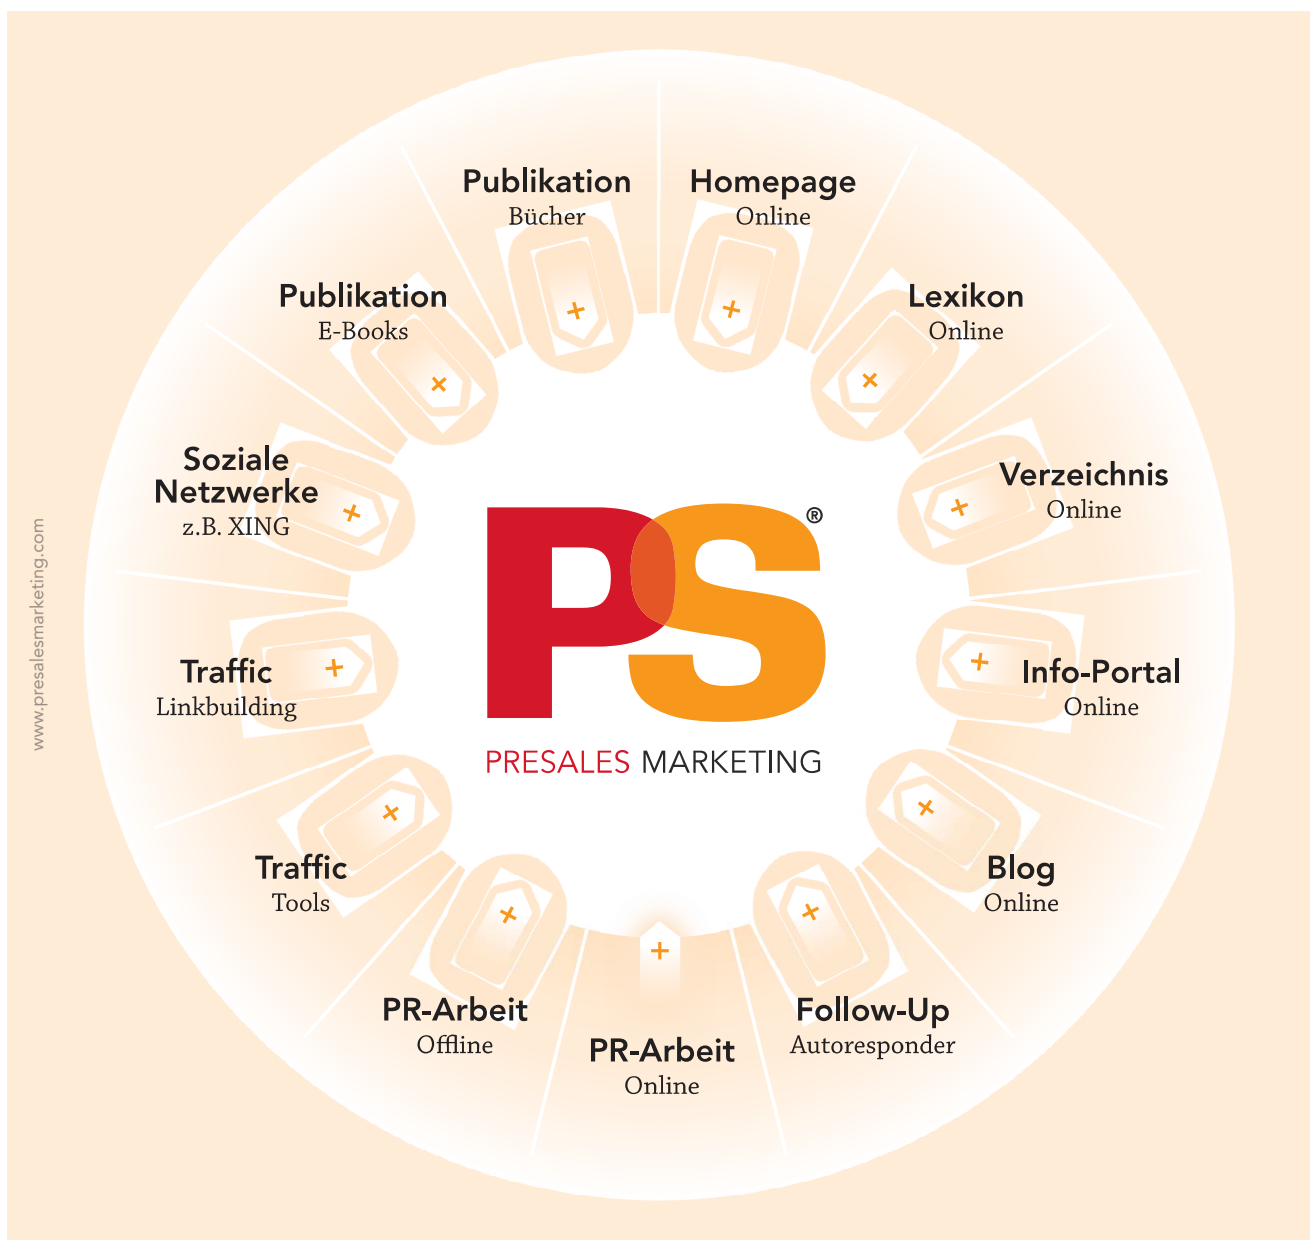 Publikation
Bücher
Homepage
Online
Publikation
E-Books
Lexikon
Online
Soziale
Netzwerke
z.B. XING
Verzeichnis
Online
PS®
PRESALES MARKETING
Traffic
Linkbuilding
Info-Portal
Online
Traffic
Tools
Blog
Online
PR-Arbeit
Offline
PR-Arbeit
Online
Follow-Up
Autoresponder
www.presalesmarketing.com